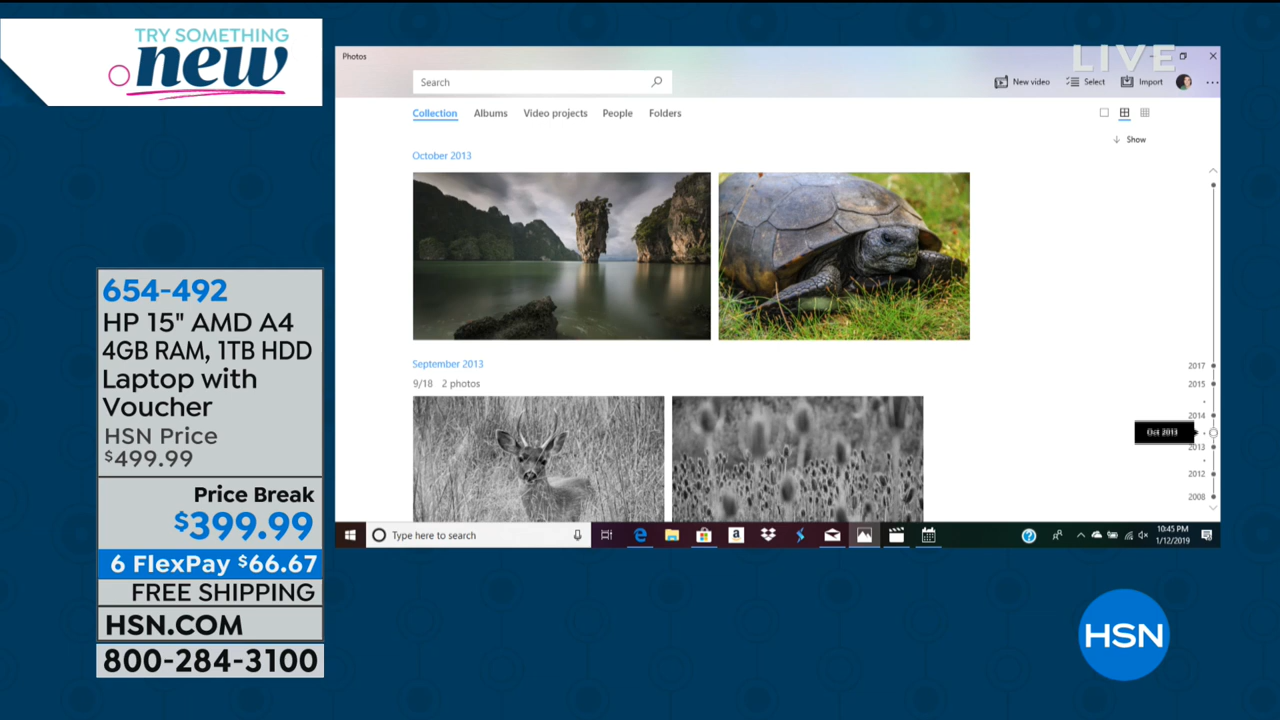 TRY SOMETHING
new
654-492
HP 15" AMD A4
4GB RAM, 1TB HDD
Laptop with
Voucher
HSN Price
$499.99
Price Break
$399.99
6 FlexPay $66.67
FREE SHIPPING
HSN.COM
800-284-3100
LIVE
Photos
Search
New video
Select
Import
Collection
Albums
Video projects
People
Folders
Show
October 2013
September 2013
9/18 2 photos
2017
2015
2014
Oct 2013
2013
2012
2008
Type here to search
a
10:45 PM
1/12/2019
HSN